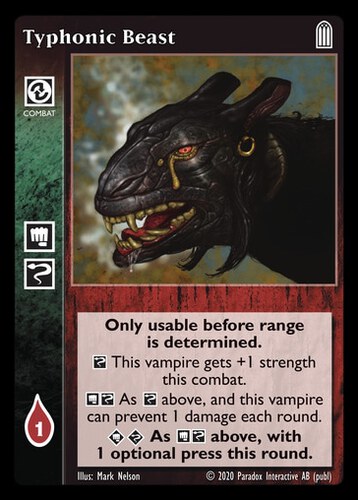 Typhonic Beast
COMBAT
Only usable before range
is determined.
This vampire gets +1 strength
this combat.
As above, and this vampire
can prevent 1 damage each round.
As above, with
1 optional press this round.
1
Illus: Mark Nelson © 2020 Paradox Interactive AB (publ)